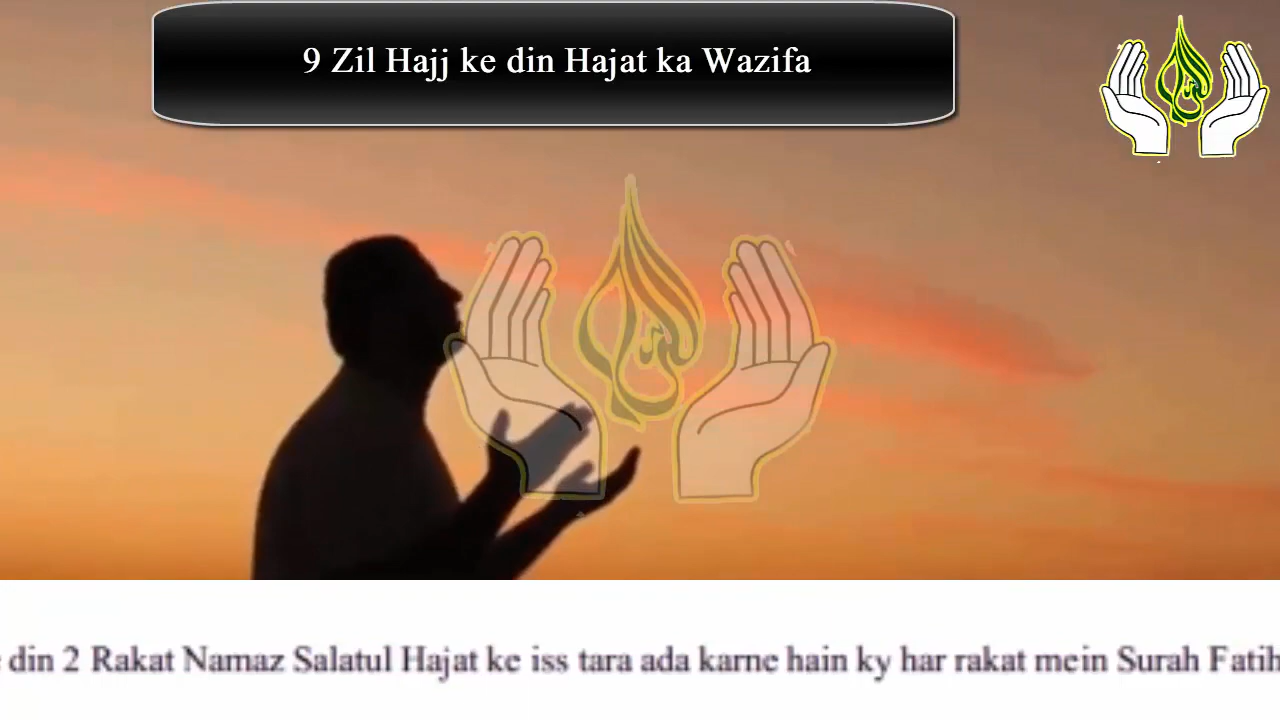 9 Zil Hajj ke din Hajat ka Wazifa
din 2 Rakat Namaz Salatul Hajat ke iss tara ada karne hain ky har rakat mein Surah Fatih